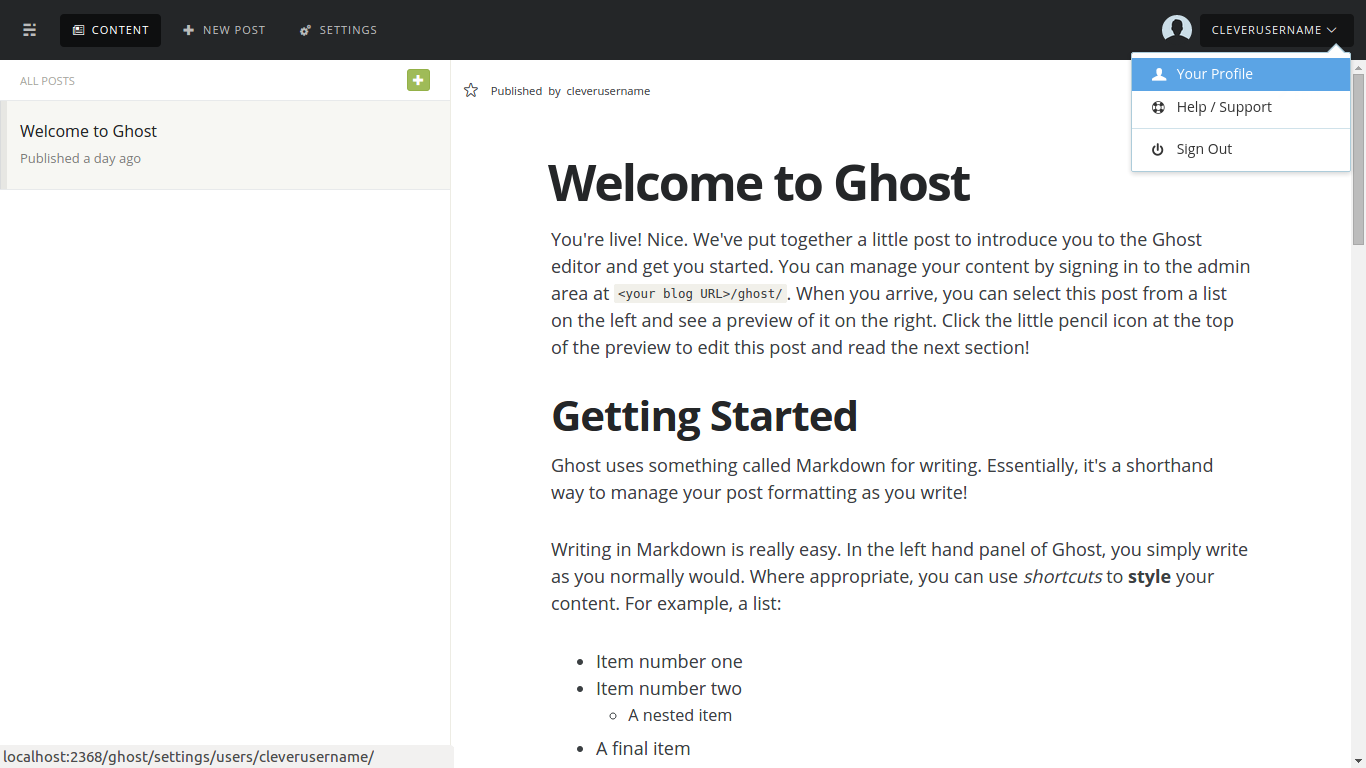 CONTENT
NEW POST
SETTINGS
CLEVERUSERNAME
Your Profile
Help / Support
Sign Out
ALL POSTS
Welcome to Ghost
Published a day ago
Published by cleverusername
Welcome to Ghost
You're live! Nice. We've put together a little post to introduce you to the Ghost
editor and get you started. You can manage your content by signing in to the admin
area at <your blog URL>/ghost/. When you arrive, you can select this post from a list
on the left and see a preview of it on the right. Click the little pencil icon at the top
of the preview to edit this post and read the next section!
Getting Started
Ghost uses something called Markdown for writing. Essentially, it's a shorthand
way to manage your post formatting as you write!
Writing in Markdown is really easy. In the left hand panel of Ghost, you simply write
as you normally would. Where appropriate, you can use shortcuts to style your
content. For example, a list:
Item number one
Item number two
A nested item
A final item
localhost:2368/ghost/settings/users/cleverusername/